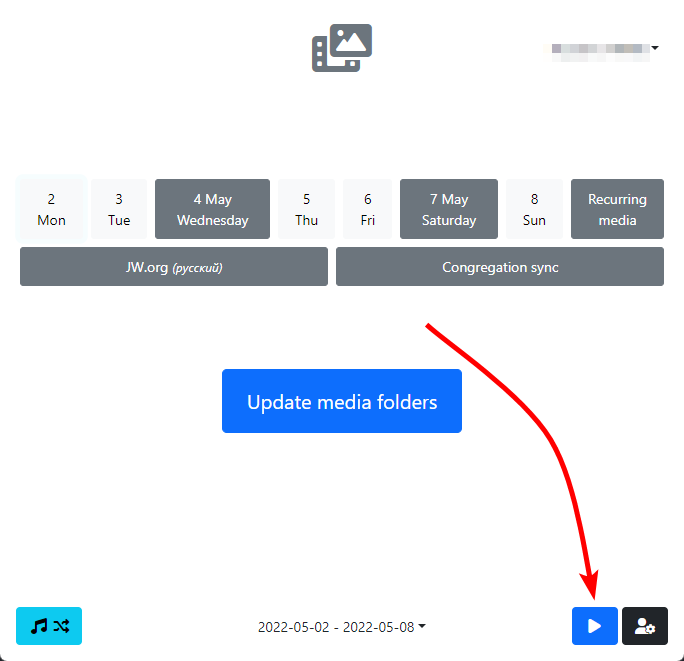 2
Mon
3
Tue
4 May
Wednesday
5
Thu
6
Fri
7 May
Saturday
8
Sun
Recurring
media
JW.org (русский)
Congregation sync
Update media folders
2022-05-02 - 2022-05-08